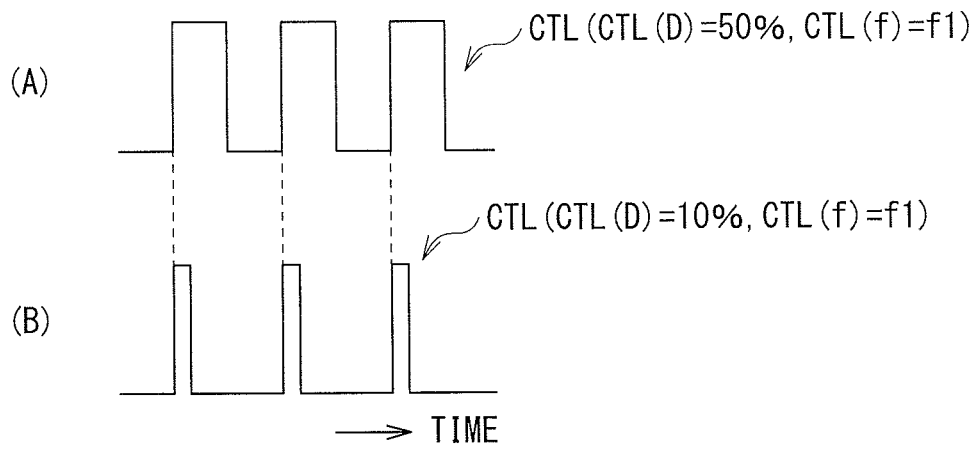 CTL(CTL(D)=50%, CTL(f)=f1)
(A)
CTL(CTL(D)=10%, CTL(f)=f1)
(B)
TIME